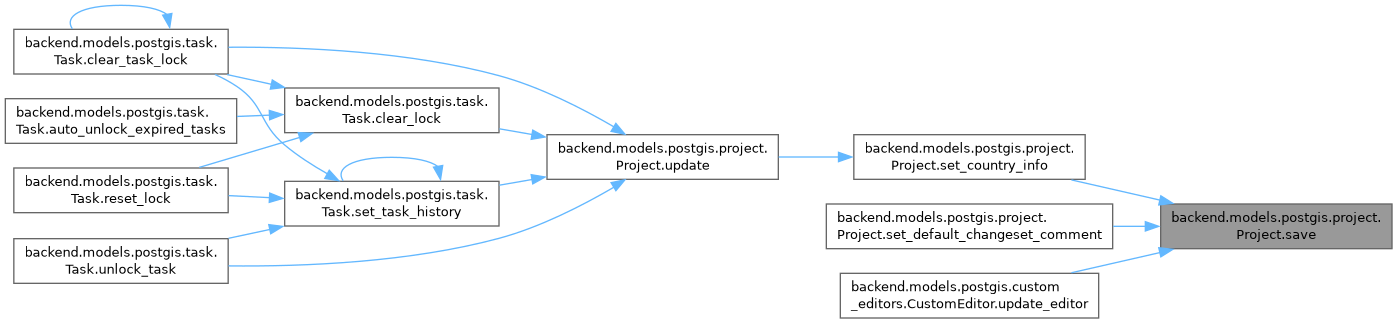 backend.models.postgis.task.
Task.clear_task_lock
backend.models.postgis.task.
Task.auto_unlock_expired_tasks
backend.models.postgis.task.
Task.reset_lock
backend.models.postgis.task.
Task.unlock_task
backend.models.postgis.task.
Task.clear_lock
backend.models.postgis.task.
Task.set_task_history
backend.models.postgis.project.
Project.update
backend.models.postgis.project.
Project.set_country_info
backend.models.postgis.project.
Project.set_default_changeset_comment
backend.models.postgis.custom
_editors.CustomEditor.update_editor
backend.models.postgis.project.
Project.save